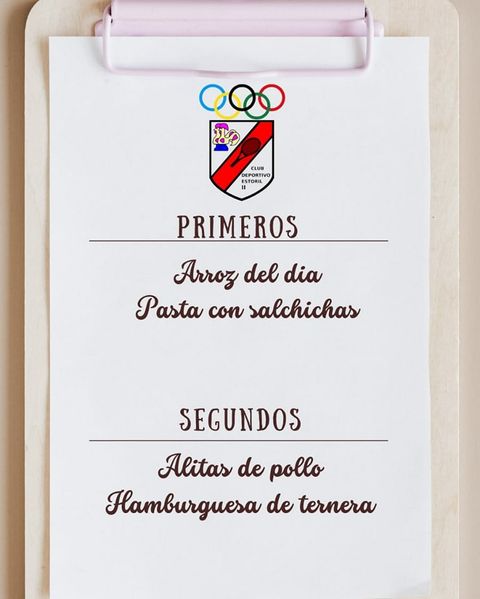 CLUB
DEPORTIVO
ESTORIL
II
PRIMEROS
Arroz del dia
Pasta con salchichas
SEGUNDOS
Alitas de pollo
Hamburguesa de ternera